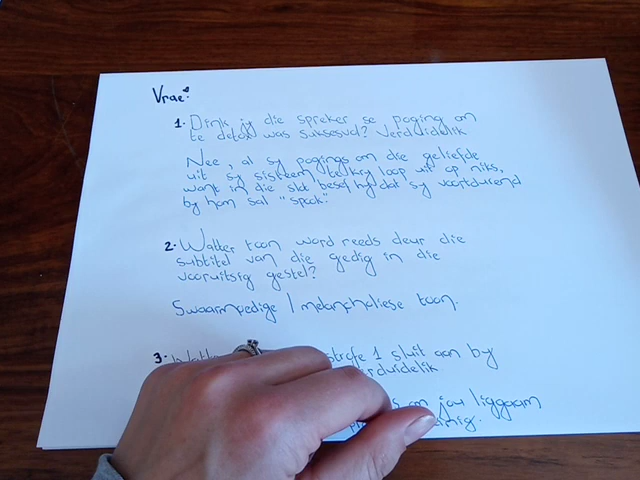 Vrae:
1. Dink jy die spreker se poging om
te detox was suksesvol? Verduidelik
Nee, al sy pogings om die geliefde
uit sy sisteem te kry loop uit op niks,
want in die slot besef hy dat sy voortdurend
by hom sal "spook".
2. Watter toon word reeds deur die
subtitel van die gedig in die
vooruitsig gestel?
Swaarmoedige / melancholiese toon.
3. strofe 1 sluit aan by
om jou liggaam